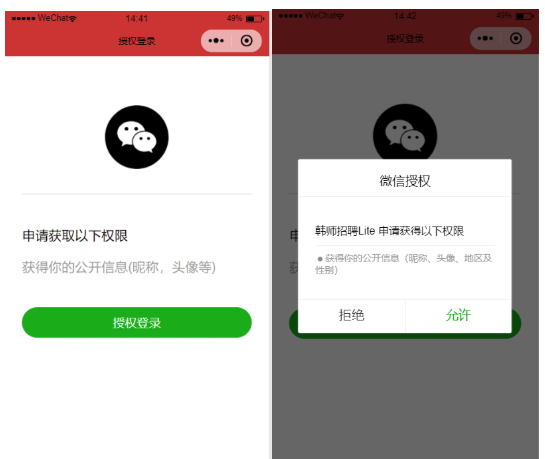 WeChat 14:41 49%
授权登录
申请获取以下权限
获得你的公开信息(昵称，头像等)
授权登录
WeChat 14:42 49%
授权登录
微信授权
韩师招聘Lite 申请获得以下权限
获得你的公开信息（昵称、头像、地区及
性别）
拒绝 允许
申
获